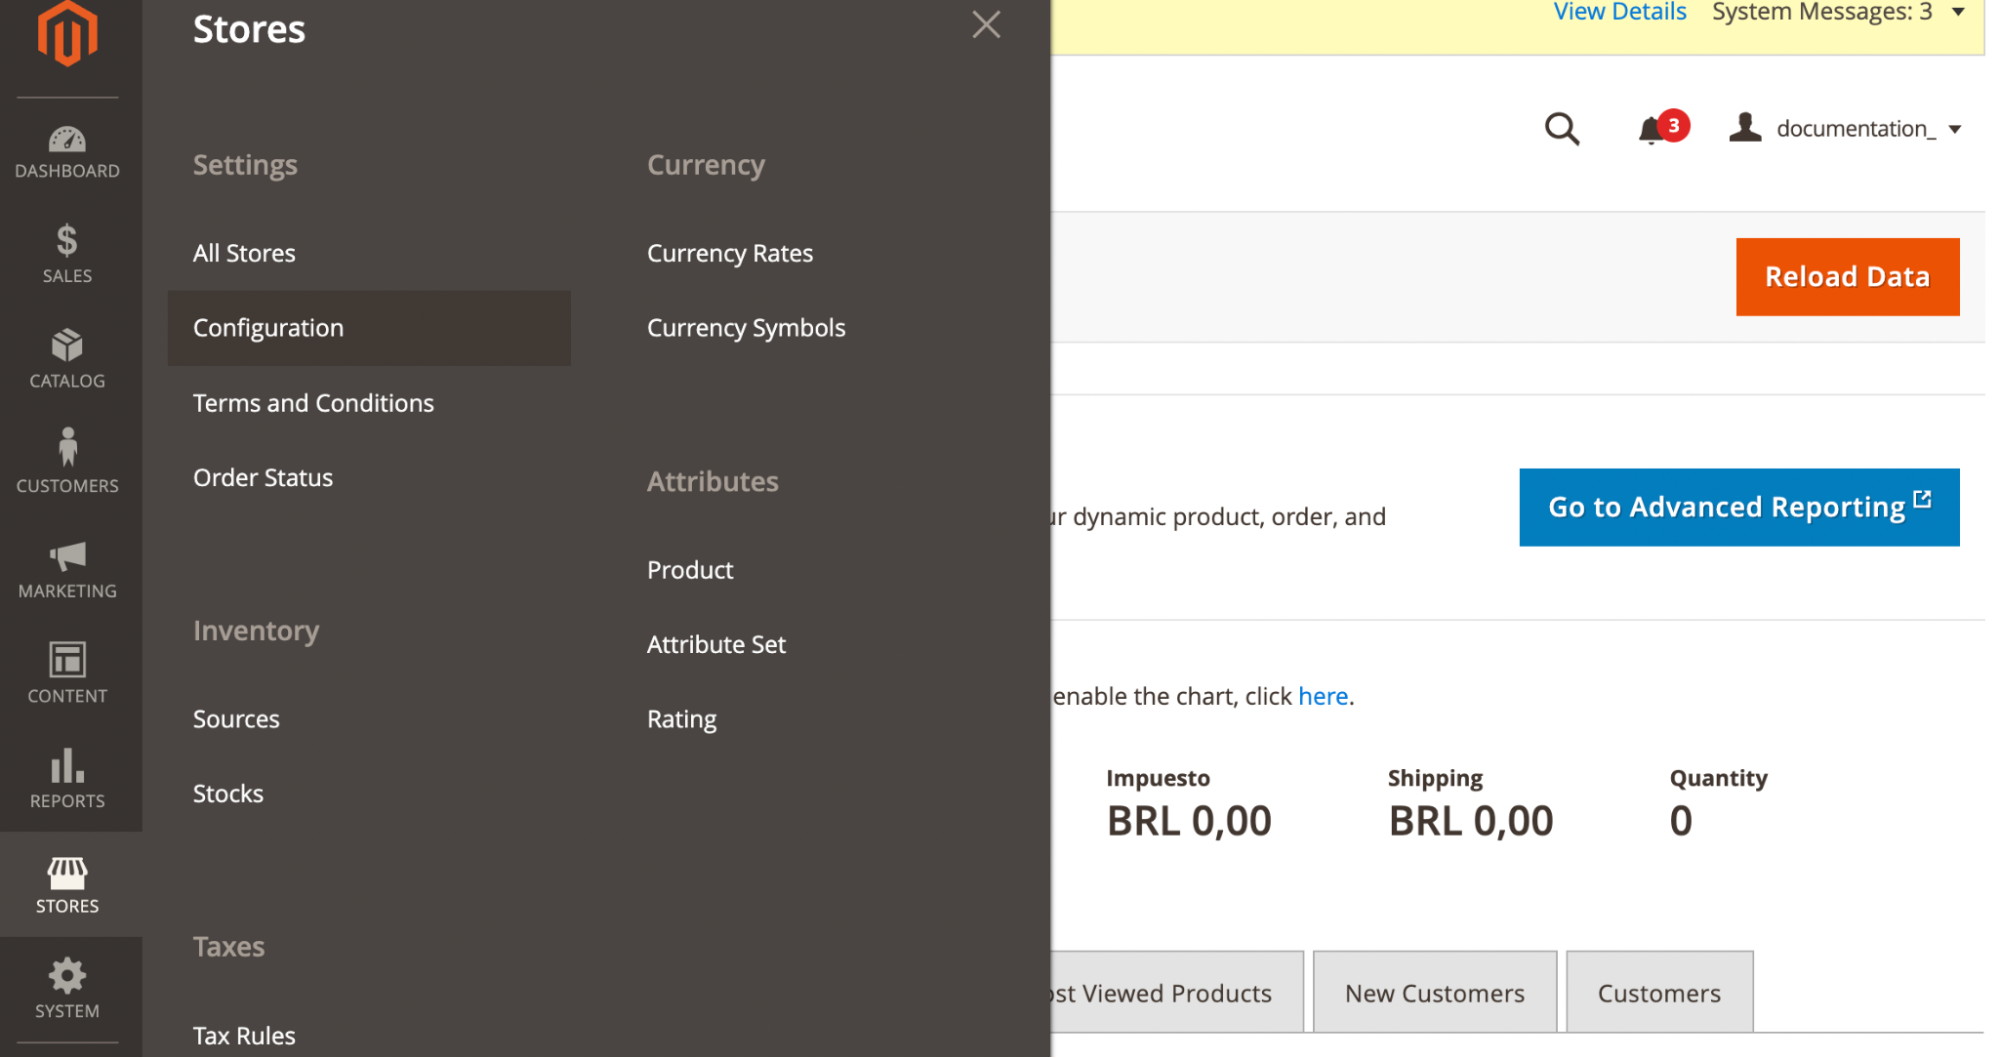 DASHBOARD
SALES
CATALOG
CUSTOMERS
MARKETING
CONTENT
REPORTS
STORES
SYSTEM
Stores
Settings
All Stores
Configuration
Terms and Conditions
Order Status
Inventory
Sources
Stocks
Taxes
Tax Rules
Currency
Currency Rates
Currency Symbols
Attributes
Product
Attribute Set
Rating
View Details System Messages: 3
3 documentation_
Reload Data
dynamic product, order, and
Go to Advanced Reporting
enable the chart, click here.
Impuesto Shipping Quantity
BRL 0,00 BRL 0,00 0
Viewed Products New Customers Customers